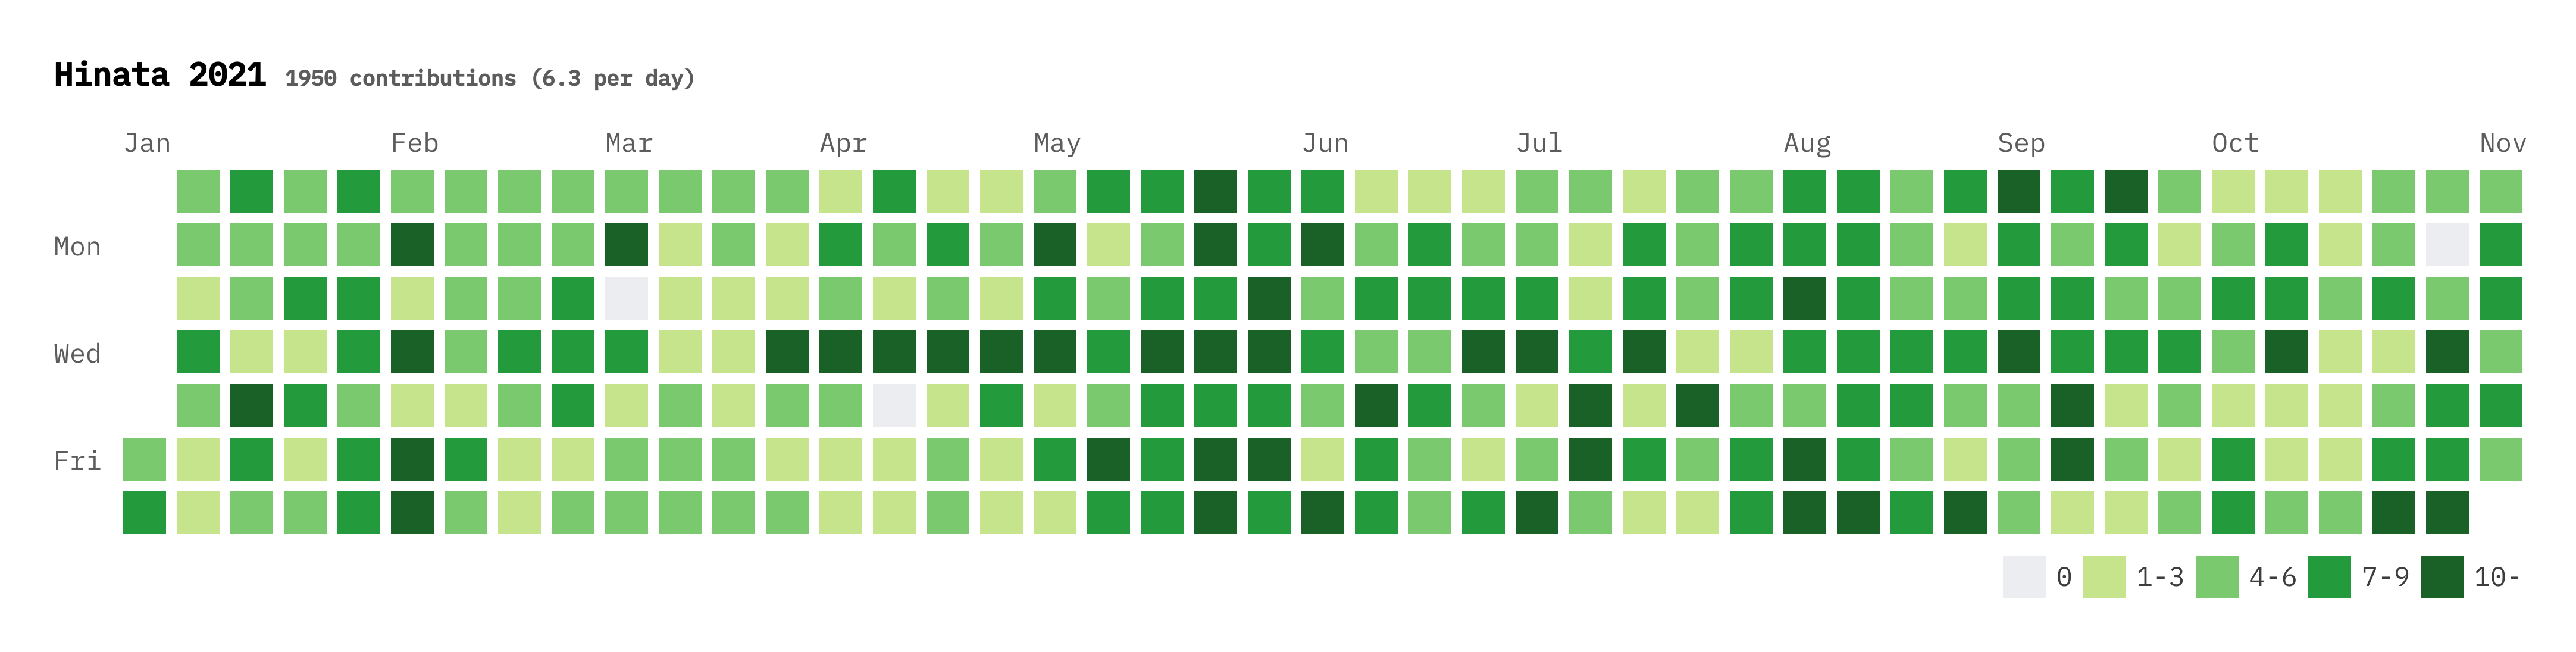 Hinata 2021 1950 contributions (6.3 per day)
Jan Feb Mar Apr May Jun Jul Aug Sep Oct Nov
Mon
Wed
Fri
0 1-3 4-6 7-9 10-